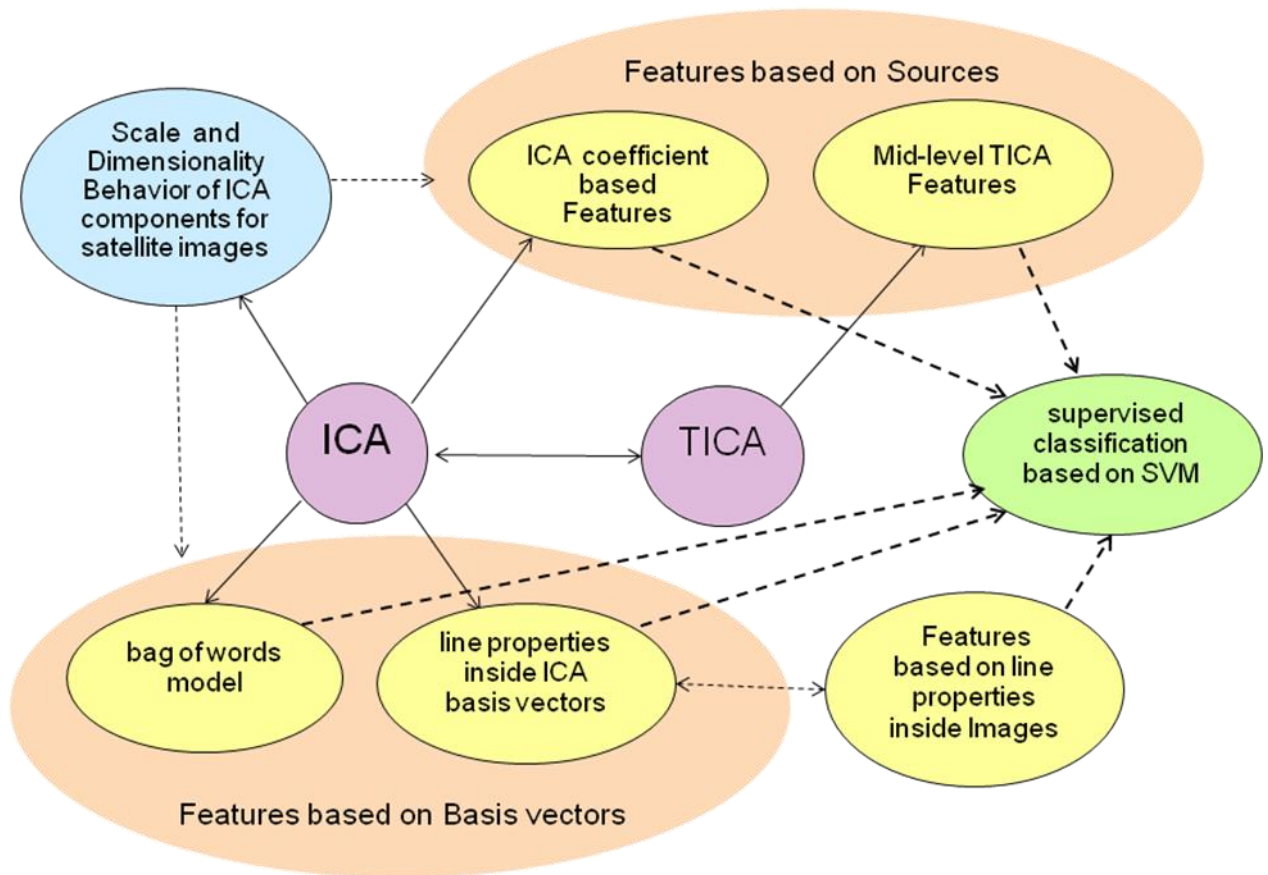 Features based on Sources
Scale and
Dimensionality
Behavior of ICA
components for
satellite images
ICA coefficient
based
Features
Mid-level TICA
Features
ICA
TICA
supervised
classification
based on SVM
bag of words
model
line properties
inside ICA
basis vectors
Features
based on line
properties
inside Images
Features based on Basis vectors